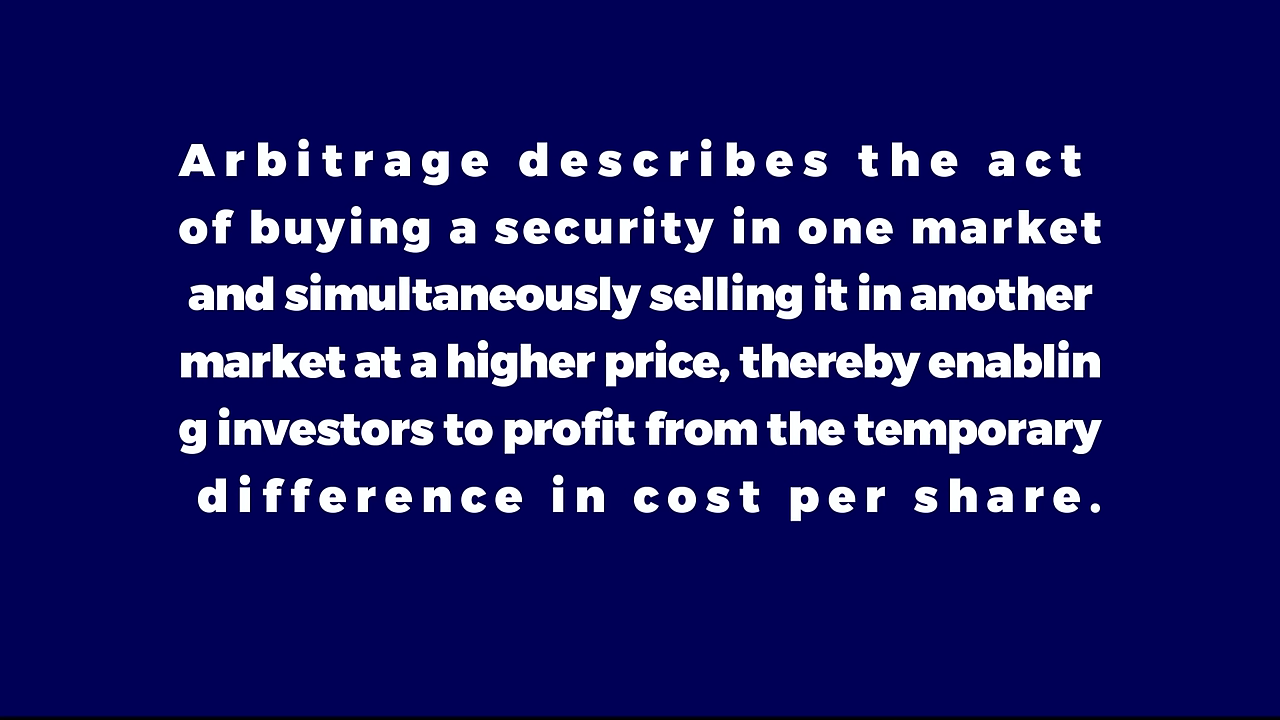 Arbitrage describes the act
of buying a security in one market
and simultaneously selling it in another
market at a higher price, thereby enablin
g investors to profit from the temporary
difference in cost per share.